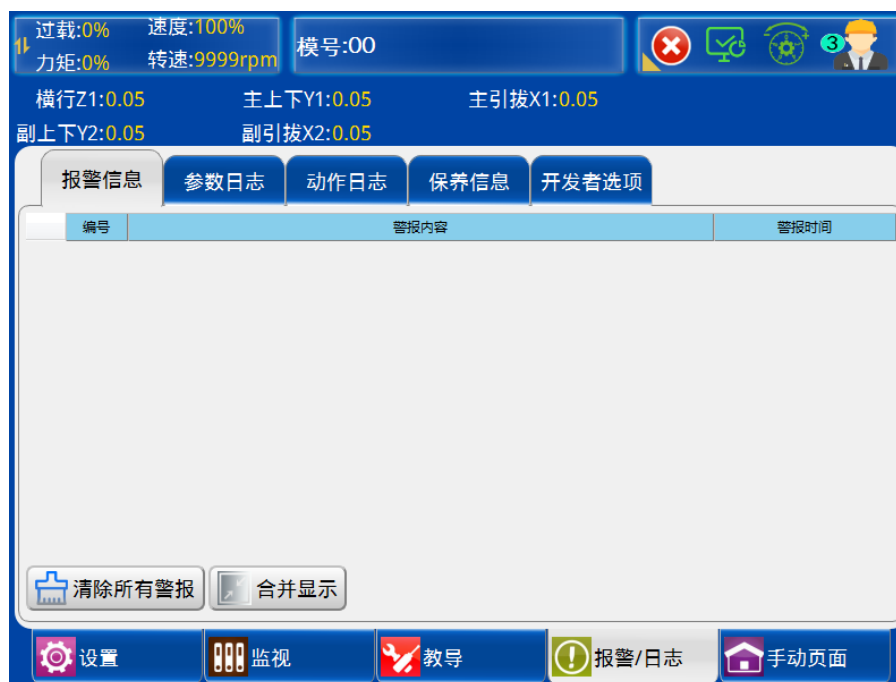 过载:0% 速度:100%
力矩:0% 转速:9999rpm
模号:00
3
横行Z1:0.05 主上下Y1:0.05 主引拔X1:0.05
副上下Y2:0.05 副引拔X2:0.05
报警信息 参数日志 动作日志 保养信息 开发者选项
编号 警报内容 警报时间
清除所有警报 合并显示
设置 监视 教导 报警/日志 手动页面